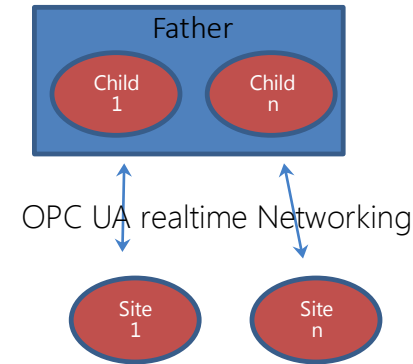 Father
Child
1
Child
n
OPC UA realtime Networking
Site
1
Site
n